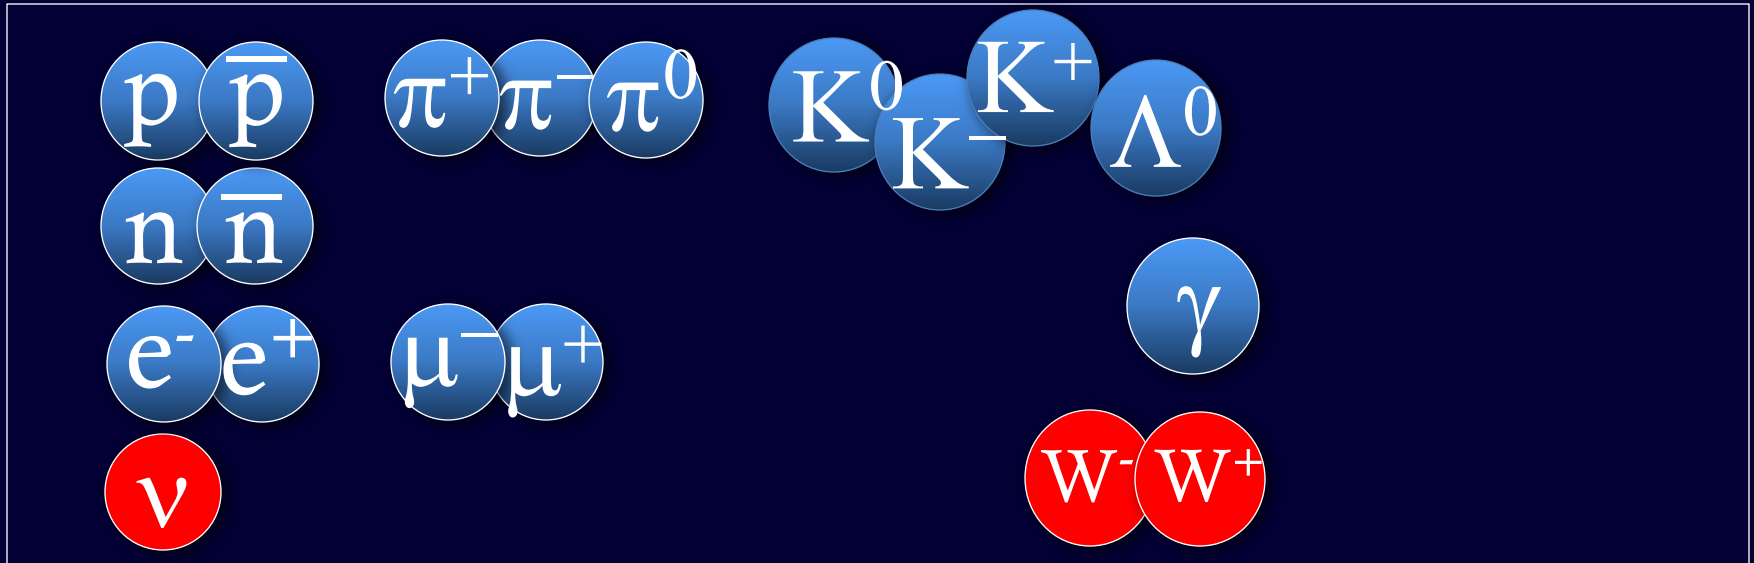 p p̅ π⁺ π⁻ π⁰ K⁰ K⁻ K⁺ Λ⁰
n n̅
γ
e⁻ e⁺ μ⁻ μ⁺
ν W⁻ W⁺